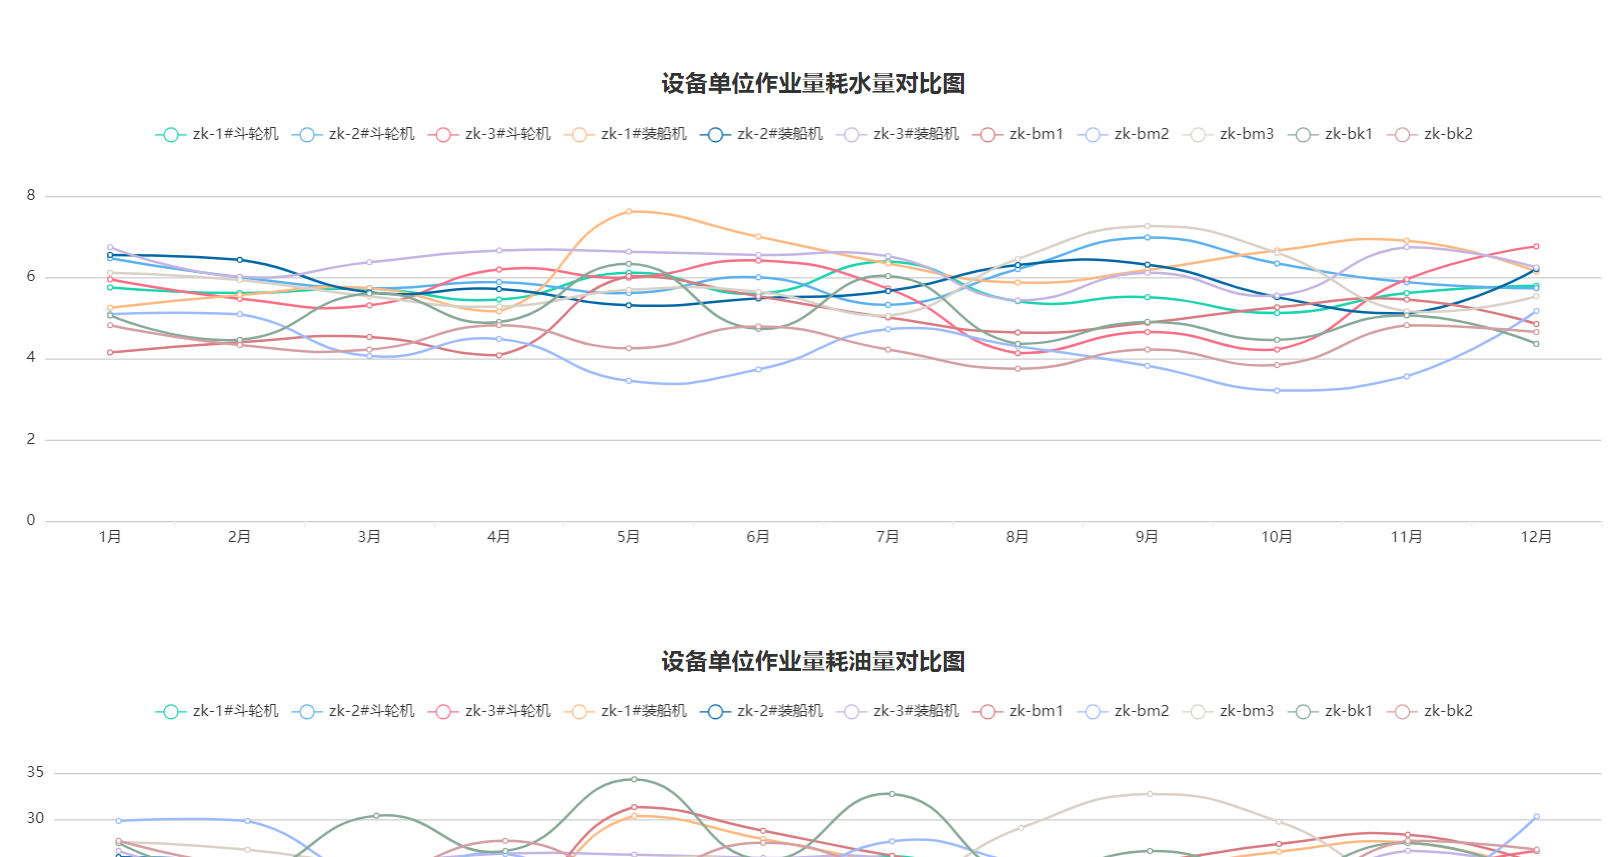 设备单位作业量耗水量对比图
zk-1#斗轮机 zk-2#斗轮机 zk-3#斗轮机 zk-1#装船机 zk-2#装船机 zk-3#装船机 zk-bm1 zk-bm2 zk-bm3 zk-bk1 zk-bk2
8
6
4
2
0
1月 2月 3月 4月 5月 6月 7月 8月 9月 10月 11月 12月
设备单位作业量耗油量对比图
zk-1#斗轮机 zk-2#斗轮机 zk-3#斗轮机 zk-1#装船机 zk-2#装船机 zk-3#装船机 zk-bm1 zk-bm2 zk-bm3 zk-bk1 zk-bk2
35
30